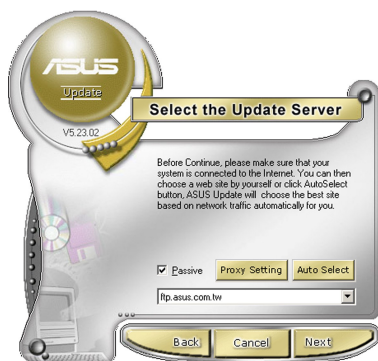 ASUS
Update
V5.23.02
Select the Update Server
Before Continue, please make sure that your
system is connected to the Internet. You can then
choose a web site by yourself or click AutoSelect
button, ASUS Update will choose the best site
based on network traffic automatically for you.
Passive
Proxy Setting
Auto Select
ftp.asus.com.tw
Back
Cancel
Next